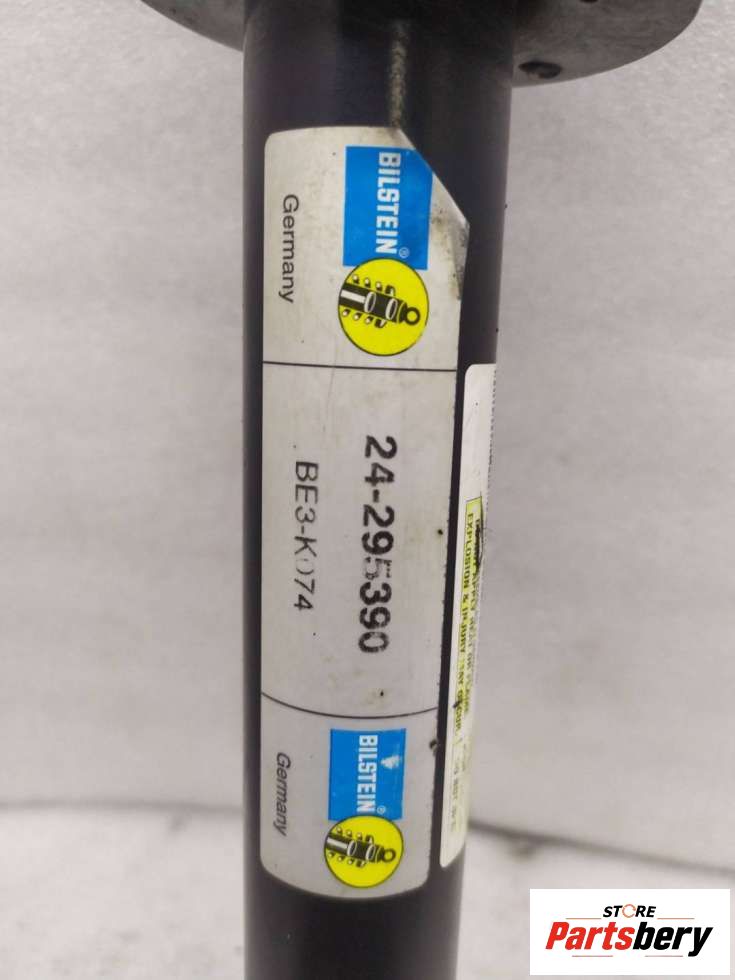 BILSTEIN®
Germany
24-295390
BE3-K074
BILSTEIN®
Germany
EXPLOSION & INJURY MAY OCCUR.
STORE
Partsbery